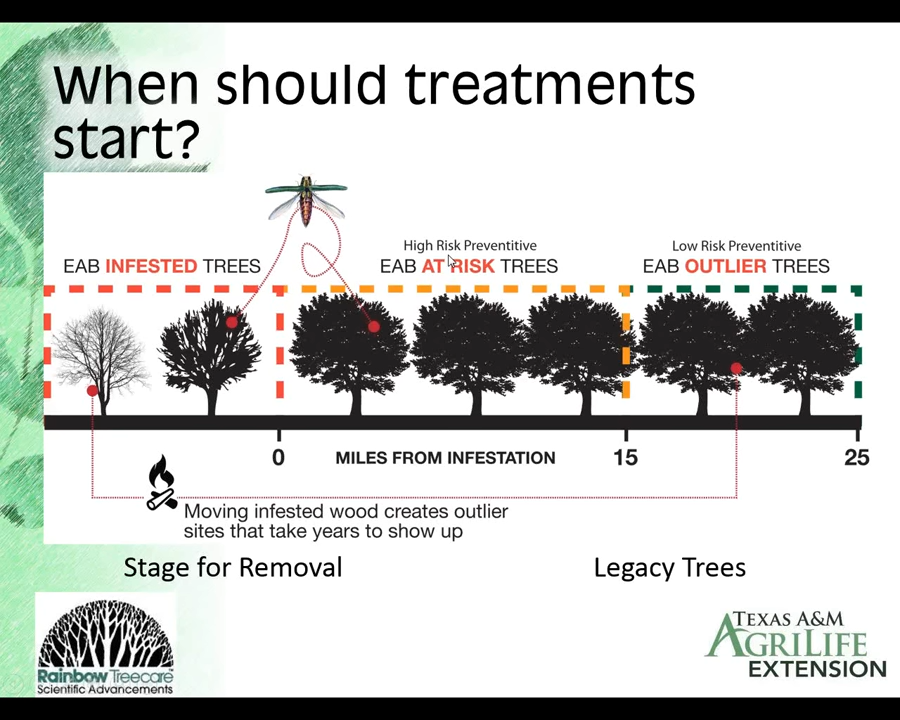 When should treatments
start?
High Risk Preventitive
Low Risk Preventitive
EAB INFESTED TREES
EAB AT RISK TREES
EAB OUTLIER TREES
0
MILES FROM INFESTATION
15
25
Moving infested wood creates outlier
sites that take years to show up
Stage for Removal
Legacy Trees
Rainbow Treecare
Scientific Advancements
TEXAS A&M
AGRILIFE
EXTENSION